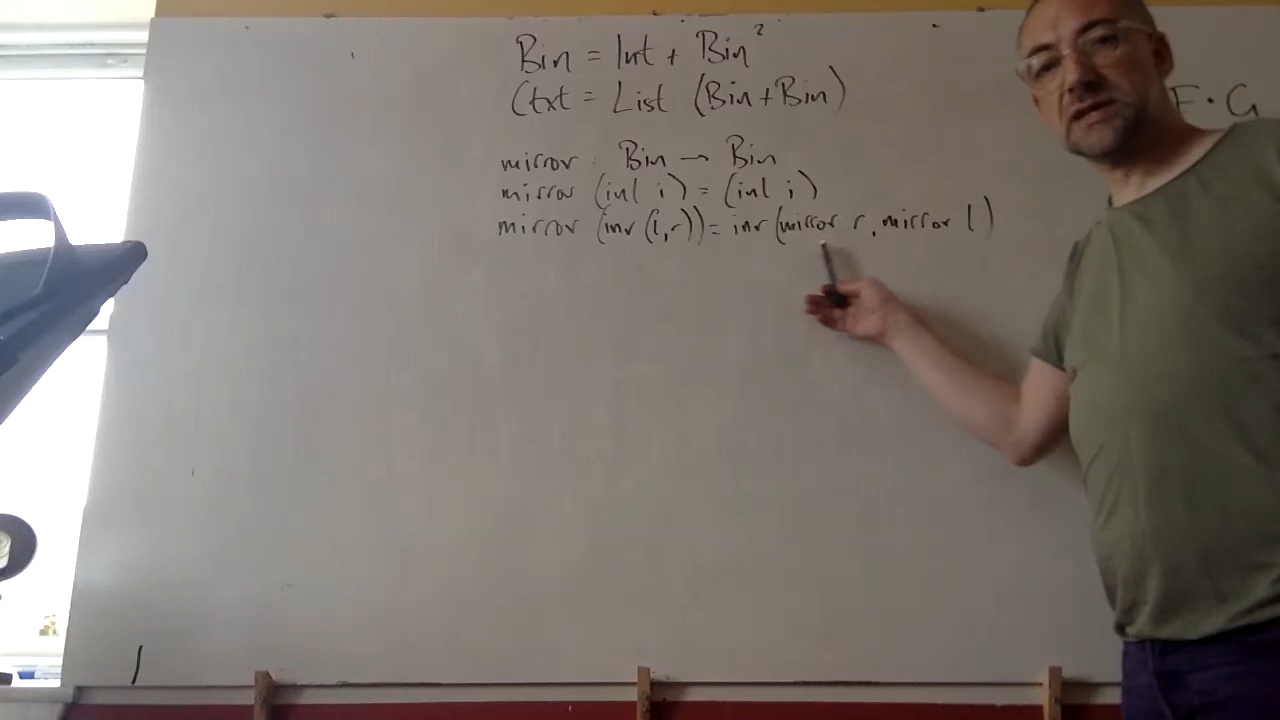 Bin = Int + Bin²
Ctxt = List (Bin+Bin)
F • G
mirror : Bin → Bin
mirror (inl i) = (inl i)
mirror (inr (l,r)) = inr (mirror r, mirror l)